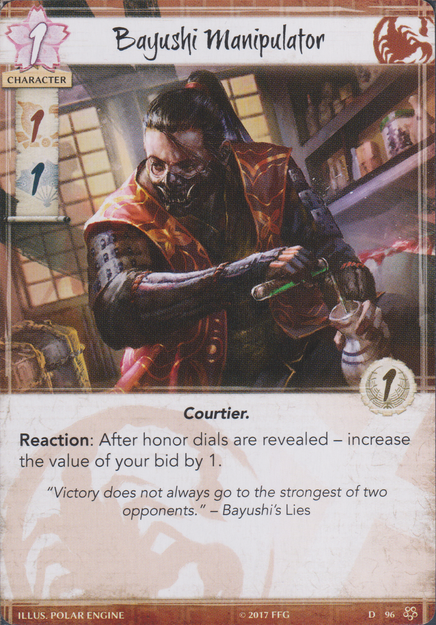 1
Bayushi Manipulator
CHARACTER
1
1
1
Courtier.
Reaction: After honor dials are revealed – increase
the value of your bid by 1.
"Victory does not always go to the strongest of two
opponents." – Bayushi's Lies
ILLUS. POLAR ENGINE © 2017 FFG D 96